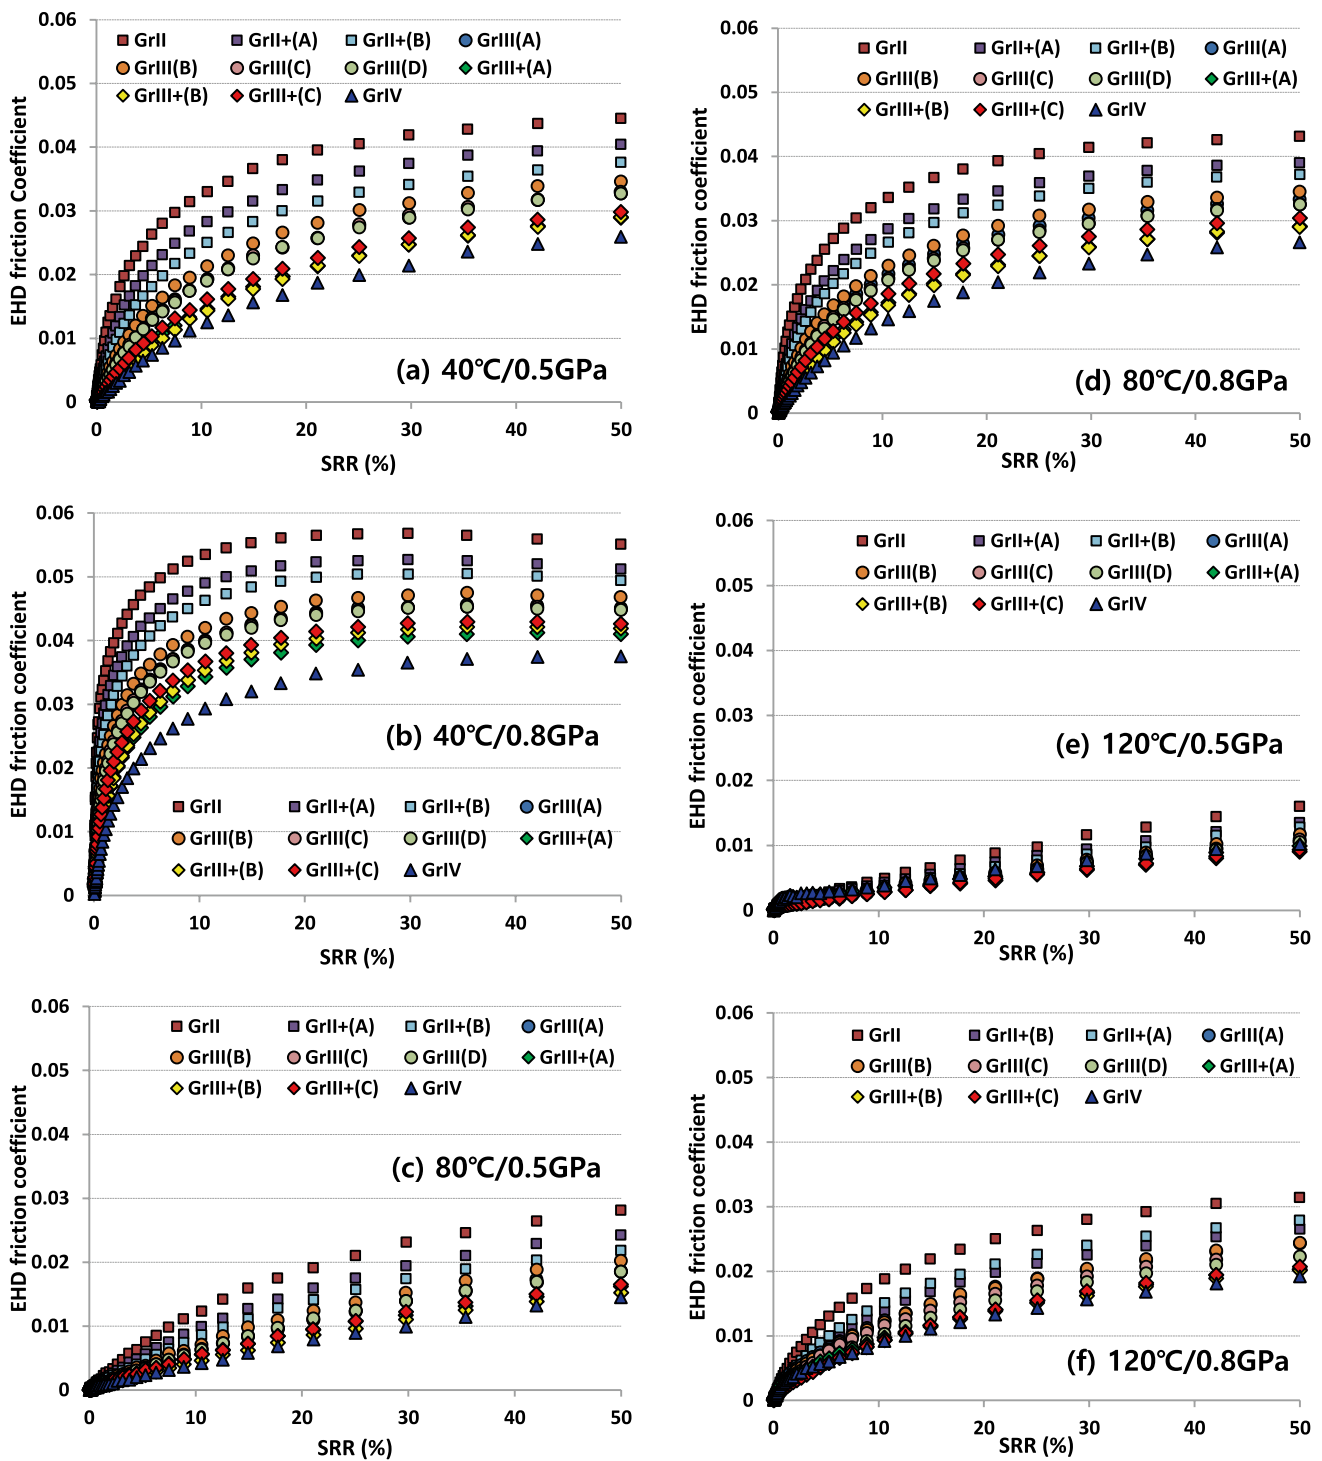 EHD friction Coefficient
0.06
0.05
0.04
0.03
0.02
0.01
0
GrII GrII+(A) GrII+(B) GrIII(A)
GrIII(B) GrIII(C) GrIII(D) GrIII+(A)
GrIII+(B) GrIII+(C) GrIV
(a) 40℃/0.5GPa
0 10 20 30 40 50
SRR (%)
EHD friction coefficient
0.06
0.05
0.04
0.03
0.02
0.01
0
GrII GrII+(A) GrII+(B) GrIII(A)
GrIII(B) GrIII(C) GrIII(D) GrIII+(A)
GrIII+(B) GrIII+(C) GrIV
(d) 80℃/0.8GPa
0 10 20 30 40 50
SRR (%)
EHD friction coefficient
0.06
0.05
0.04
0.03
0.02
0.01
0
(b) 40℃/0.8GPa
GrII GrII+(A) GrII+(B) GrIII(A)
GrIII(B) GrIII(C) GrIII(D) GrIII+(A)
GrIII+(B) GrIII+(C) GrIV
0 10 20 30 40 50
SRR (%)
EHD friction coefficient
0.06
0.05
0.04
0.03
0.02
0.01
0
GrII GrII+(A) GrII+(B) GrIII(A)
GrIII(B) GrIII(C) GrIII(D) GrIII+(A)
GrIII+(B) GrIII+(C) GrIV
(e) 120℃/0.5GPa
0 10 20 30 40 50
SRR (%)
EHD friction coefficient
0.06
0.05
0.04
0.03
0.02
0.01
0
GrII GrII+(A) GrII+(B) GrIII(A)
GrIII(B) GrIII(C) GrIII(D) GrIII+(A)
GrIII+(B) GrIII+(C) GrIV
(c) 80℃/0.5GPa
0 10 20 30 40 50
SRR (%)
EHD friction coefficient
0.06
0.05
0.04
0.03
0.02
0.01
0
GrII GrII+(B) GrII+(A) GrIII(A)
GrIII(B) GrIII(C) GrIII(D) GrIII+(A)
GrIII+(B) GrIII+(C) GrIV
(f) 120℃/0.8GPa
0 10 20 30 40 50
SRR (%)